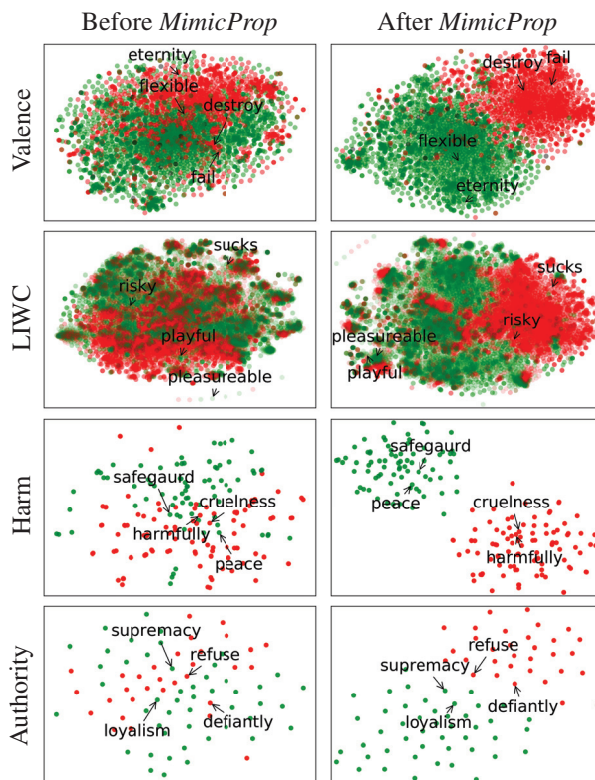 Before MimicProp
After MimicProp
Valence
eternity
flexible
destroy
fail
destroy
fail
flexible
eternity
LIWC
sucks
risky
playful
pleasureable
sucks
risky
pleasureable
playful
Harm
safegaurd
cruelness
harmfully
peace
safegaurd
peace
cruelness
harmfully
Authority
supremacy
refuse
loyalism
defiantly
refuse
supremacy
loyalism
defiantly